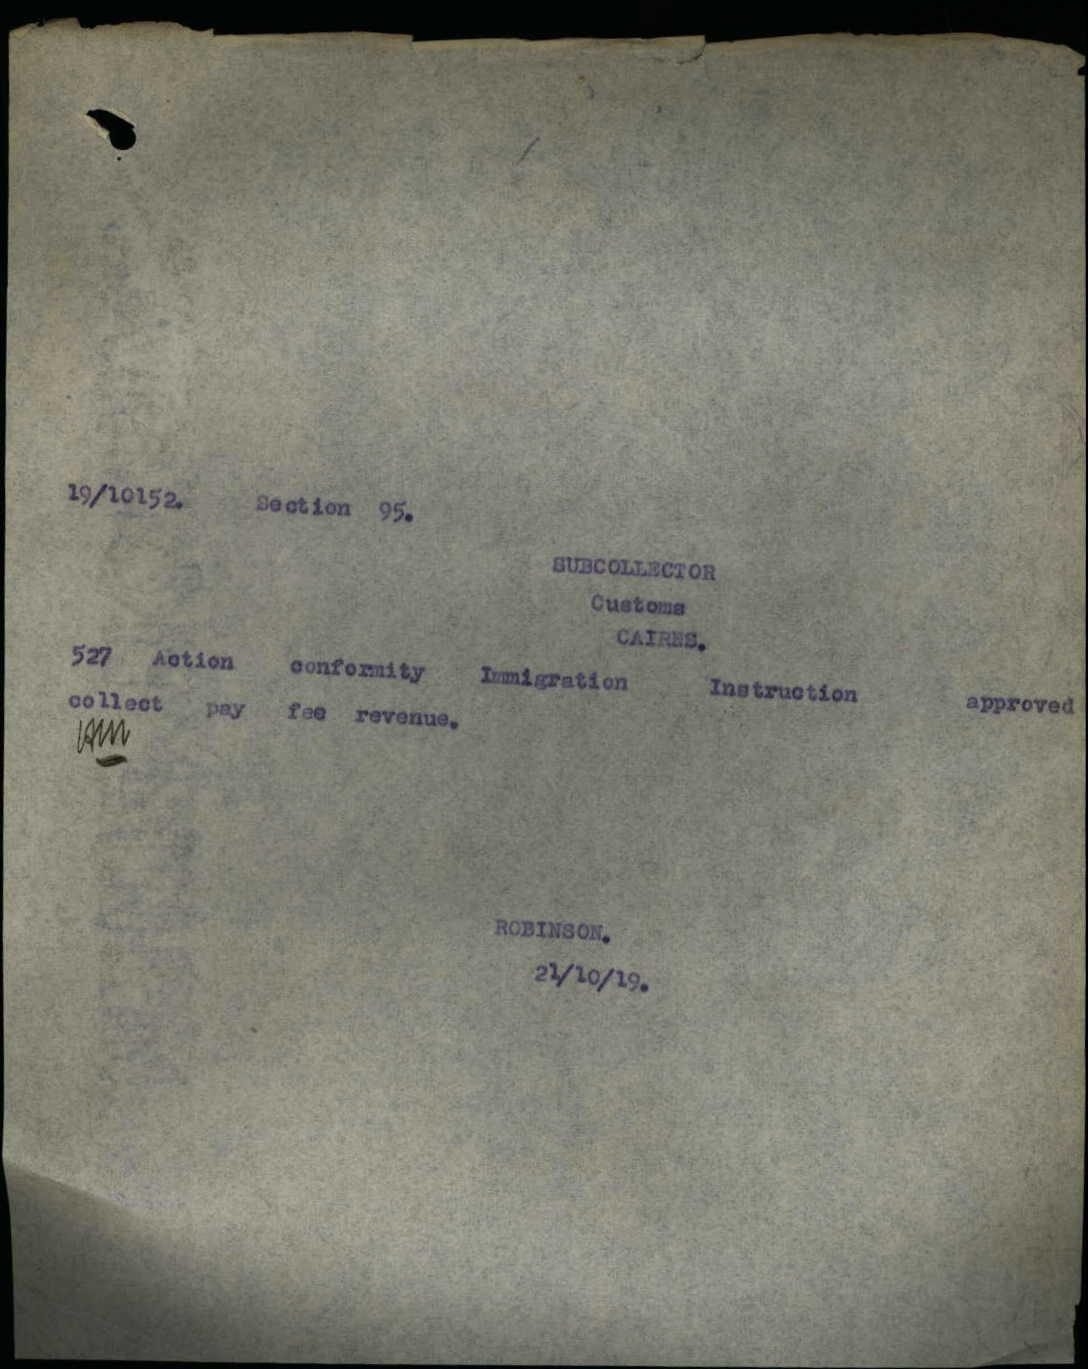 19/10152. Section 95.
SUBCOLLECTOR
Customs
CAIRNS.
527 Action conformity Immigration Instruction approved
collect pay fee revenue.
ROBINSON.
21/10/19.